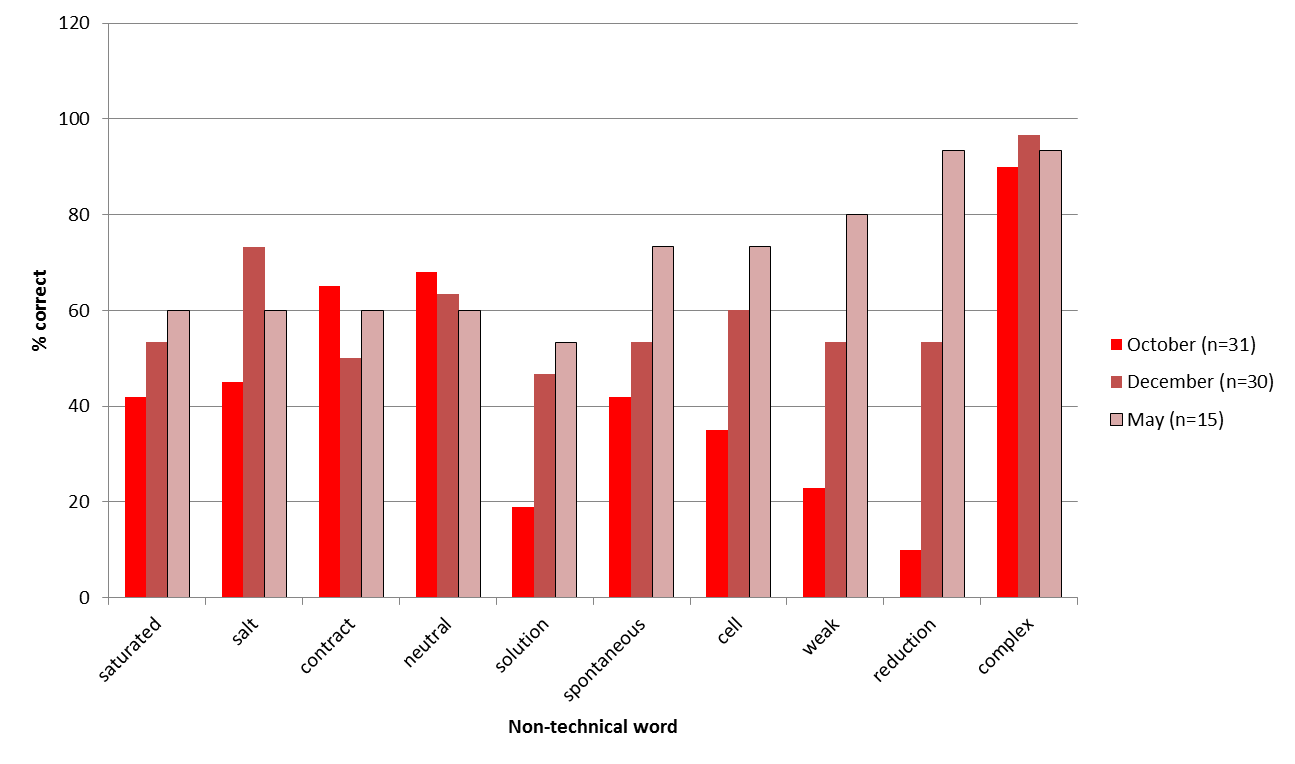 120
100
80
60
40
20
0
% correct
saturated
salt
contract
neutral
solution
spontaneous
cell
weak
reduction
complex
Non-technical word
October (n=31)
December (n=30)
May (n=15)